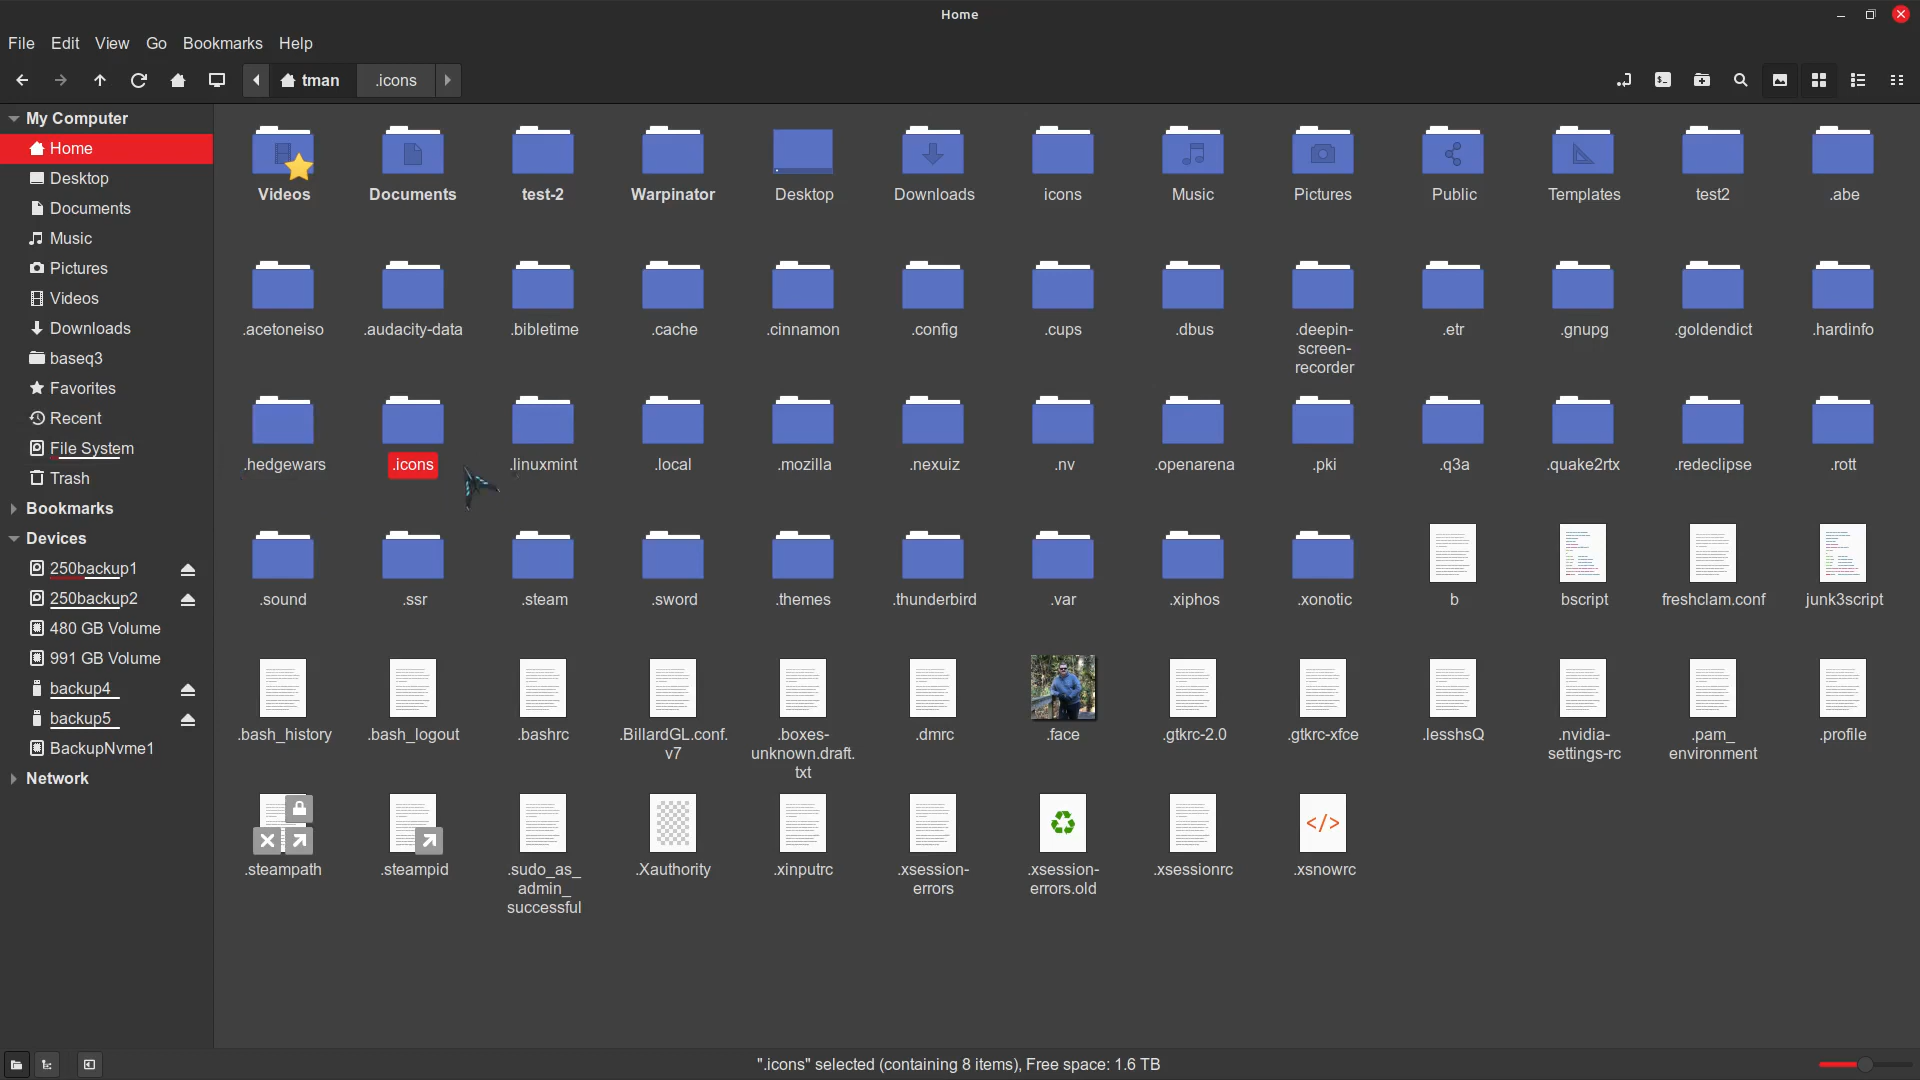 Home
File Edit View Go Bookmarks Help
tman .icons
My Computer
Home
Desktop
Documents
Music
Pictures
Videos
Downloads
baseq3
Favorites
Recent
File System
Trash
Bookmarks
Devices
250backup1
250backup2
480 GB Volume
991 GB Volume
backup4
backup5
BackupNvme1
Network
Videos Documents test-2 Warpinator Desktop Downloads icons Music Pictures Public Templates test2 .abe
.acetoneiso .audacity-data .bibletime .cache .cinnamon .config .cups .dbus .deepin- .etr .gnupg .goldendict .hardinfo
screen-
recorder
.hedgewars .icons .linuxmint .local .mozilla .nexuiz .nv .openarena .pki .q3a .quake2rtx .redeclipse .rott
.sound .ssr .steam .sword .themes .thunderbird .var .xiphos .xonotic b bscript freshclam.conf junk3script
.bash_history .bash_logout .bashrc .BillardGL.conf. .boxes- .dmrc .face .gtkrc-2.0 .gtkrc-xfce .lesshsQ .nvidia- .pam_ .profile
v7 unknown.draft. settings-rc environment
txt
.steampath .steampid .sudo_as_ .Xauthority .xinputrc .xsession- .xsession- .xsessionrc .xsnowrc
admin_ errors errors.old
successful
".icons" selected (containing 8 items), Free space: 1.6 TB